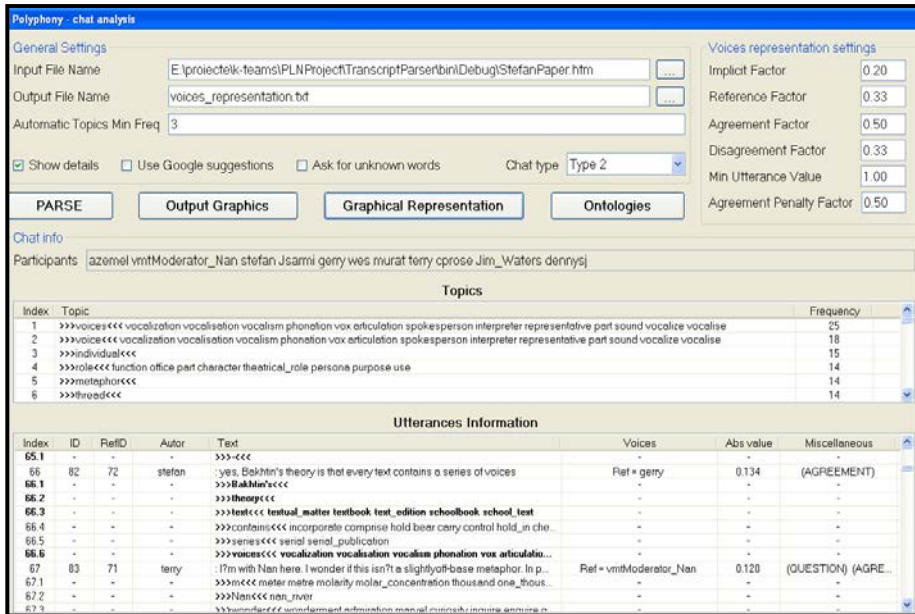 Polyphony - chat analysis
General Settings
Input File Name E:\proiecte\k-teams\PLNProject\TranscriptParser\bin\Debug\StefanPaper.htm ...
Output File Name voices_representation.txt ...
Automatic Topics Min Freq 3
Show details Use Google suggestions Ask for unknown words Chat type Type 2
PARSE Output Graphics Graphical Representation Ontologies
Voices representation settings
Implicit Factor 0.20
Reference Factor 0.33
Agreement Factor 0.50
Disagreement Factor 0.33
Min Utterance Value 1.00
Agreement Penalty Factor 0.50
Chat info
Participants azemel vmtModerator_Nan stefan Jsarmi gerry wes murat terry cprose Jim_Waters dennysj
Topics
Index Topic Frequency
1 >>>voices<<< vocalization vocalisation vocalism phonation vox articulation spokesperson interpreter representative part sound vocalize vocalise 25
2 >>>voice<<< vocalization vocalisation vocalism phonation vox articulation spokesperson interpreter representative part sound vocalize vocalise 18
3 >>>individual<<< 15
4 >>>role<<< function office part character theatrical_role persona purpose use 14
5 >>>metaphor<<< 14
6 >>>thread<<< 14
Utterances Information
Index ID RefID Autor Text Voices Abs value Miscellaneous
65.1 - - - >>>-<<< - - -
66 82 72 stefan : yes, Bakhtin's theory is that every text contains a series of voices Ref = gerry 0.134 (AGREEMENT)
66.1 - - - >>>Bakhtin's<<< - - -
66.2 - - - >>>theory<<< - - -
66.3 - - - >>>text<<< textual_matter textbook text_edition schoolbook school_text - - -
66.4 - - - >>>contains<<< incorporate comprise hold bear carry control hold_in che... - - -
66.5 - - - >>>series<<< serial serial_publication - - -
66.6 - - - >>>voices<<< vocalization vocalisation vocalism phonation vox articulatio... - - -
67 83 71 terry : I?m with Nan here. I wonder if this isn?t a slightlyoff-base metaphor. In p... Ref = vmtModerator_Nan 0.120 (QUESTION) (AGRE...
67.1 - - - >>>m<<< meter metre molarity molar_concentration thousand one_thous... - - -
67.2 - - - >>>Nan<<< nan_river - - -
67.3 - - - >>>wonder<<< wonderment admiration marvel curiosity inquire enquire q... - - -